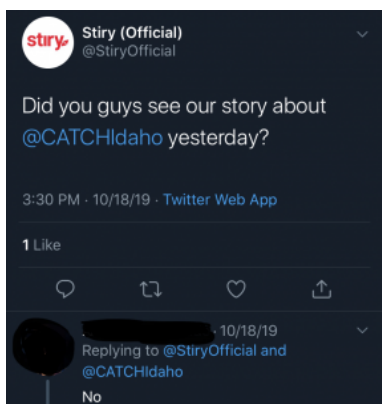 stıry
Stiry (Official)
@StiryOfficial
Did you guys see our story about
@CATCHIdaho yesterday?
3:30 PM · 10/18/19 · Twitter Web App
1 Like
· 10/18/19
Replying to @StiryOfficial and
@CATCHIdaho
No